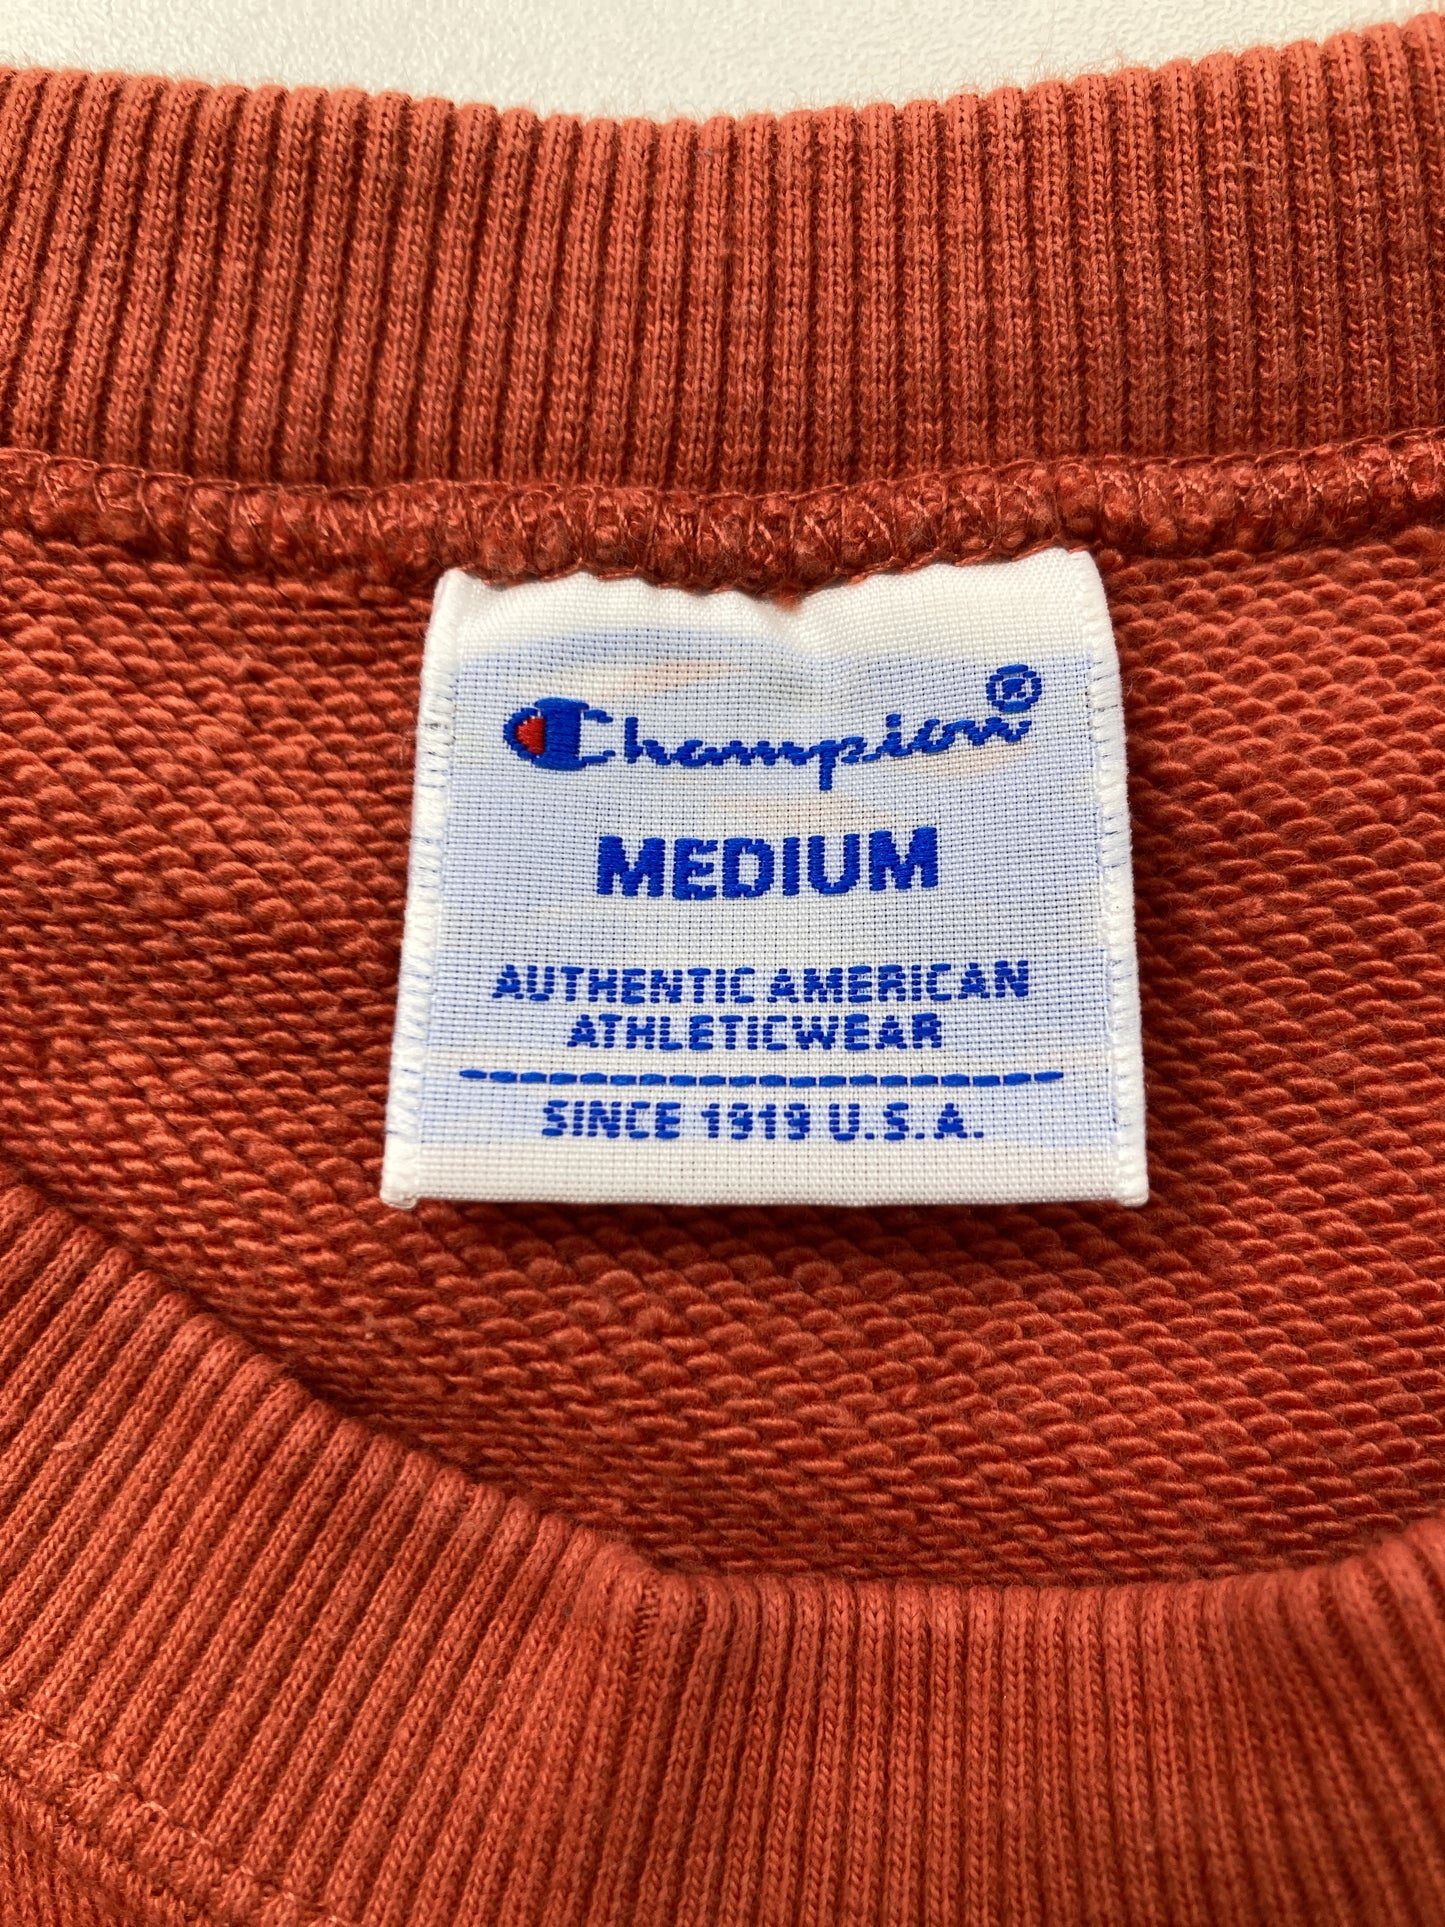 Champion®
MEDIUM
AUTHENTIC AMERICAN
ATHLETICWEAR
SINCE 1919 U.S.A.